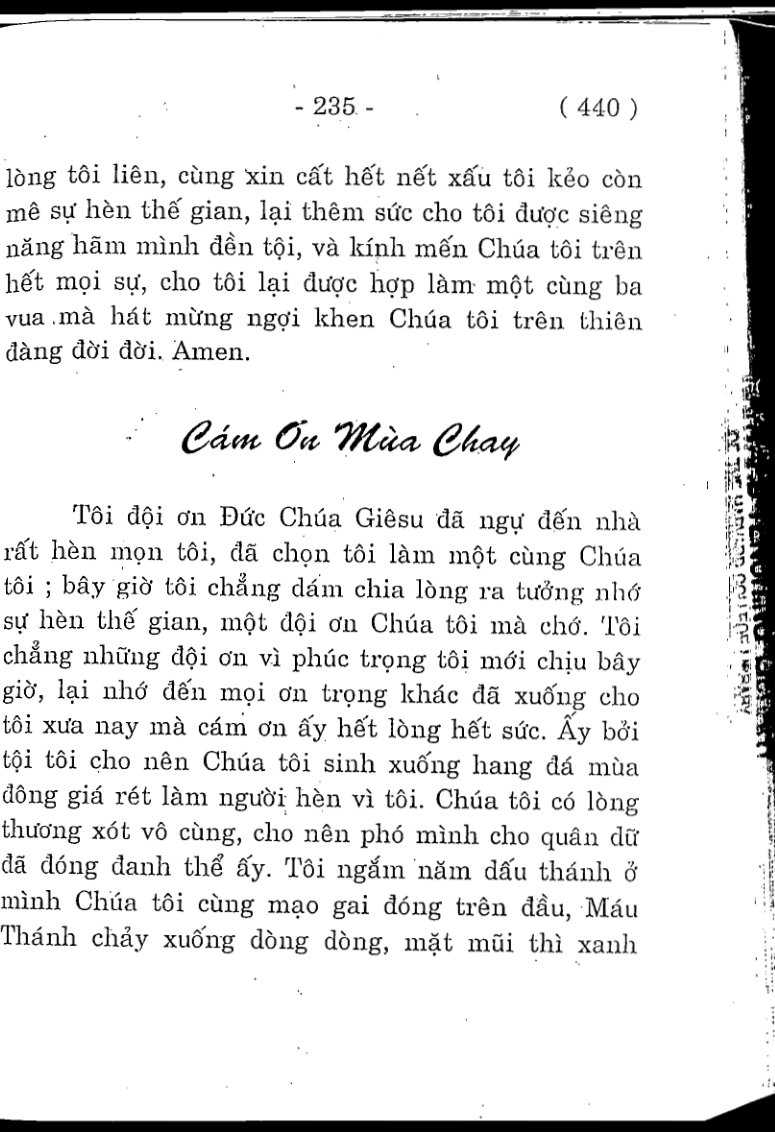 - 235 - ( 440 )
lòng tôi liên, cùng xin cất hết nết xấu tôi kẻo còn
mê sự hèn thế gian, lại thêm sức cho tôi được siêng
năng hãm mình đền tội, và kính mến Chúa tôi trên
hết mọi sự, cho tôi lại được hợp làm một cùng ba
vua mà hát mừng ngợi khen Chúa tôi trên thiên
đàng đời đời. Amen.
Cám Ơn Mùa Chay
Tôi đội ơn Đức Chúa Giêsu đã ngự đến nhà
rất hèn mọn tôi, đã chọn tôi làm một cùng Chúa
tôi ; bây giờ tôi chẳng dám chia lòng ra tưởng nhớ
sự hèn thế gian, một đội ơn Chúa tôi mà chớ. Tôi
chẳng những đội ơn vì phúc trọng tôi mới chịu bây
giờ, lại nhớ đến mọi ơn trọng khác đã xuống cho
tôi xưa nay mà cám ơn ấy hết lòng hết sức. Ấy bởi
tội tôi cho nên Chúa tôi sinh xuống hang đá mùa
đông giá rét làm người hèn vì tôi. Chúa tôi có lòng
thương xót vô cùng, cho nên phó mình cho quân dữ
đã đóng đanh thể ấy. Tôi ngắm năm dấu thánh ở
mình Chúa tôi cùng mạo gai đóng trên đầu, Máu
Thánh chảy xuống dòng dòng, mặt mũi thì xanh